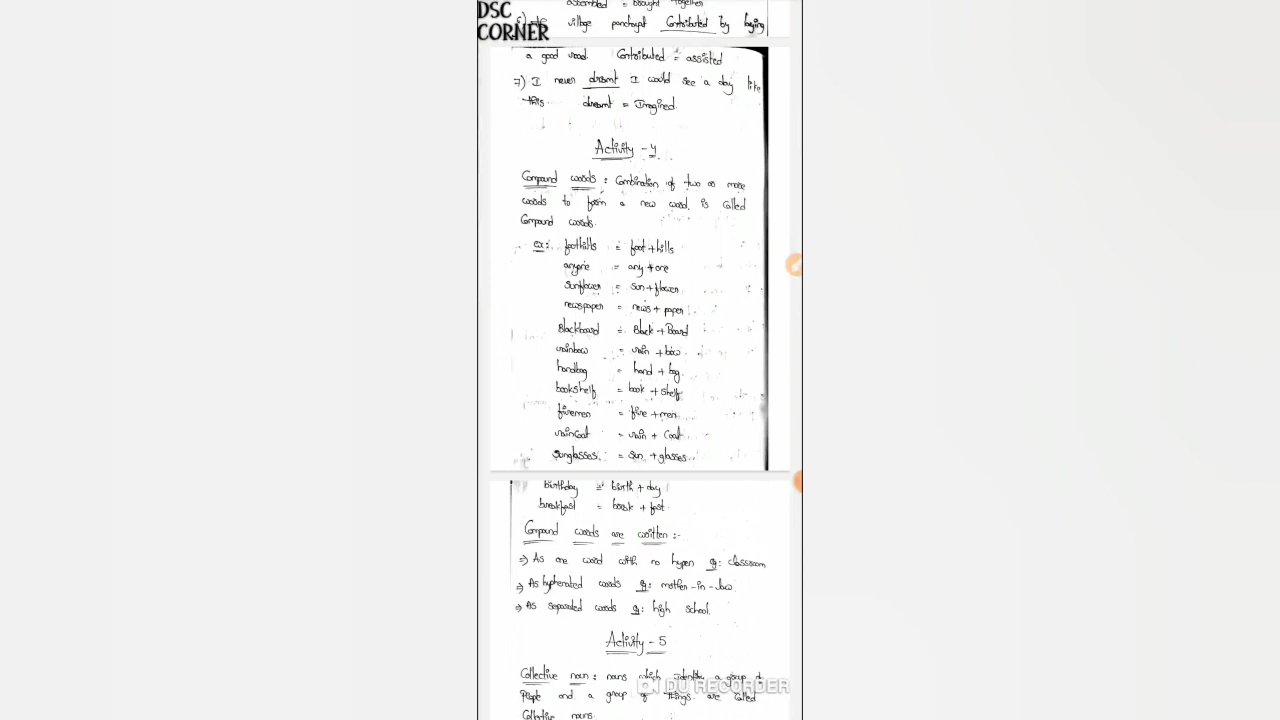 DSC
CORNER
assembled = brought together
village panchayat Contributed by laying
a good road. Contributed = assisted
7) I never dreamt I would see a day like
this dreamt = Imagined.
Activity - 4
Compound words : Combination of two or more
words to form a new word is called
Compound words.
ex: foothills = foot + hills
anyone = any + one
sunflower = sun + flower
newspaper = news + paper
Blackboard = Black + Board
rainbow = rain + bow
handbag = hand + bag
bookshelf = book + shelf
firemen = fire + men
rainCoat = rain + Coat
Sunglasses = Sun + glasses
birthday = birth + day
breakfast = break + fast
Compound words are written :-
⇒ As one word with no hypen eg: classroom
⇒ As hyphenated words eg: mother-in-law
⇒ As separated words eg: high school.
Activity - 5
Collective noun : nouns which identify a group of
people and a group of things are called
Collective nouns.
DU RECORDER